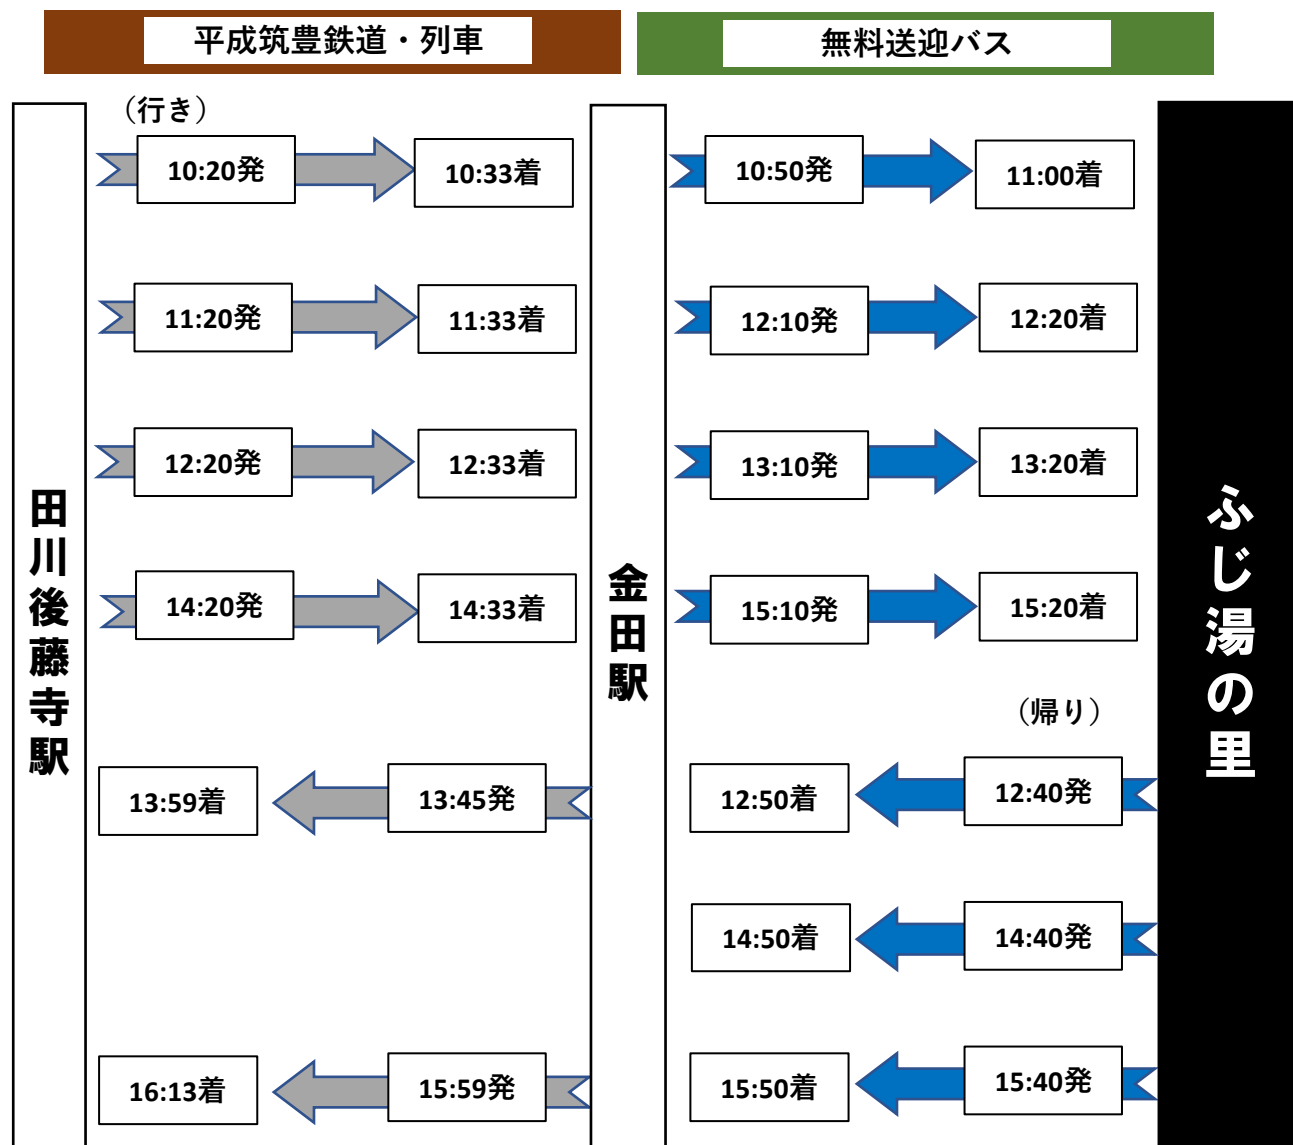 平成筑豊鉄道・列車
無料送迎バス
（行き）
10:20発
10:33着
10:50発
11:00着
11:20発
11:33着
12:10発
12:20着
12:20発
12:33着
13:10発
13:20着
14:20発
14:33着
15:10発
15:20着
田川後藤寺駅
金田駅
ふじ湯の里
（帰り）
13:59着
13:45発
12:50着
12:40発
14:50着
14:40発
16:13着
15:59発
15:50着
15:40発